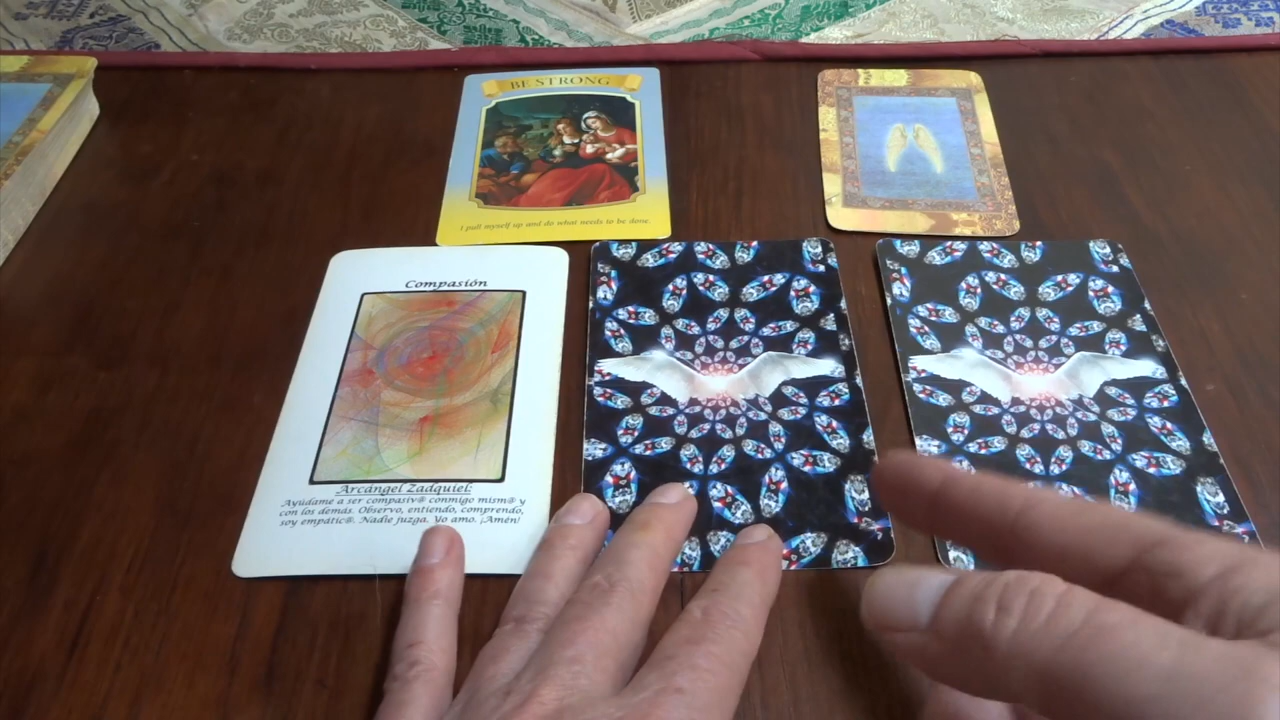 BE STRONG
I pull myself up and do what needs to be done.
Compasión
Arcángel Zadquiel:
Ayúdame a ser compasiv@ conmigo mism@ y
con los demás. Observo, entiendo, comprendo,
soy empátic@. Nadie juzga. Yo amo. ¡Amén!